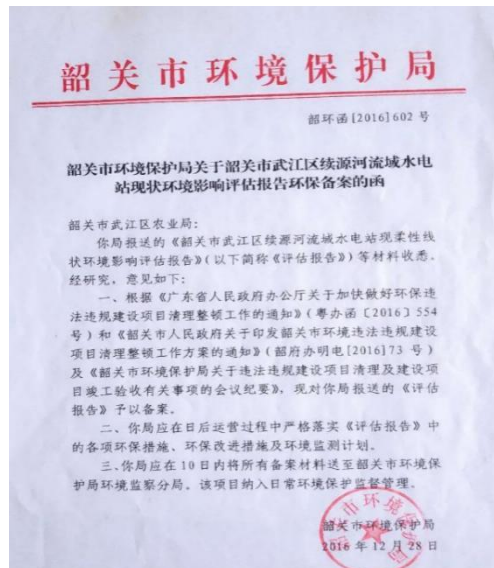 韶关市环境保护局
韶环函[2016]602 号
韶关市环境保护局关于韶关市武江区续源河流域水电
站现状环境影响评估报告环保备案的函
韶关市武江区农业局:
你局报送的《韶关市武江区续源河流域水电站现柔性线
状环境影响评估报告》(以下简称《评估报告》)等材料收悉。
经研究,意见如下:
一、根据《广东省人民政府办公厅关于加快做好环保违
法违规建设项目清理整顿工作的通知》(粤办函〔2016〕554
号)和《韶关市人民政府关于印发韶关市环境违法违规建设
项目清理整顿工作方案的通知》(韶府办明电[2016]73 号)
及《韶关市环境保护局关于违法违规建设项目清理及建设项
目竣工验收有关事项的会议纪要》,现对你局报送的《评估
报告》予以备案。
二、你局应在日后运营过程中严格落实《评估报告》中
的各项环保措施、环保改进措施及环境监测计划。
三、你局应在 10 日内将所有备案材料送至韶关市环境保
护局环境监察分局。该项目纳入日常环境保护监督管理。
韶关市环境保护局
2016 年 12 月 28 日
韶关市环境保护局